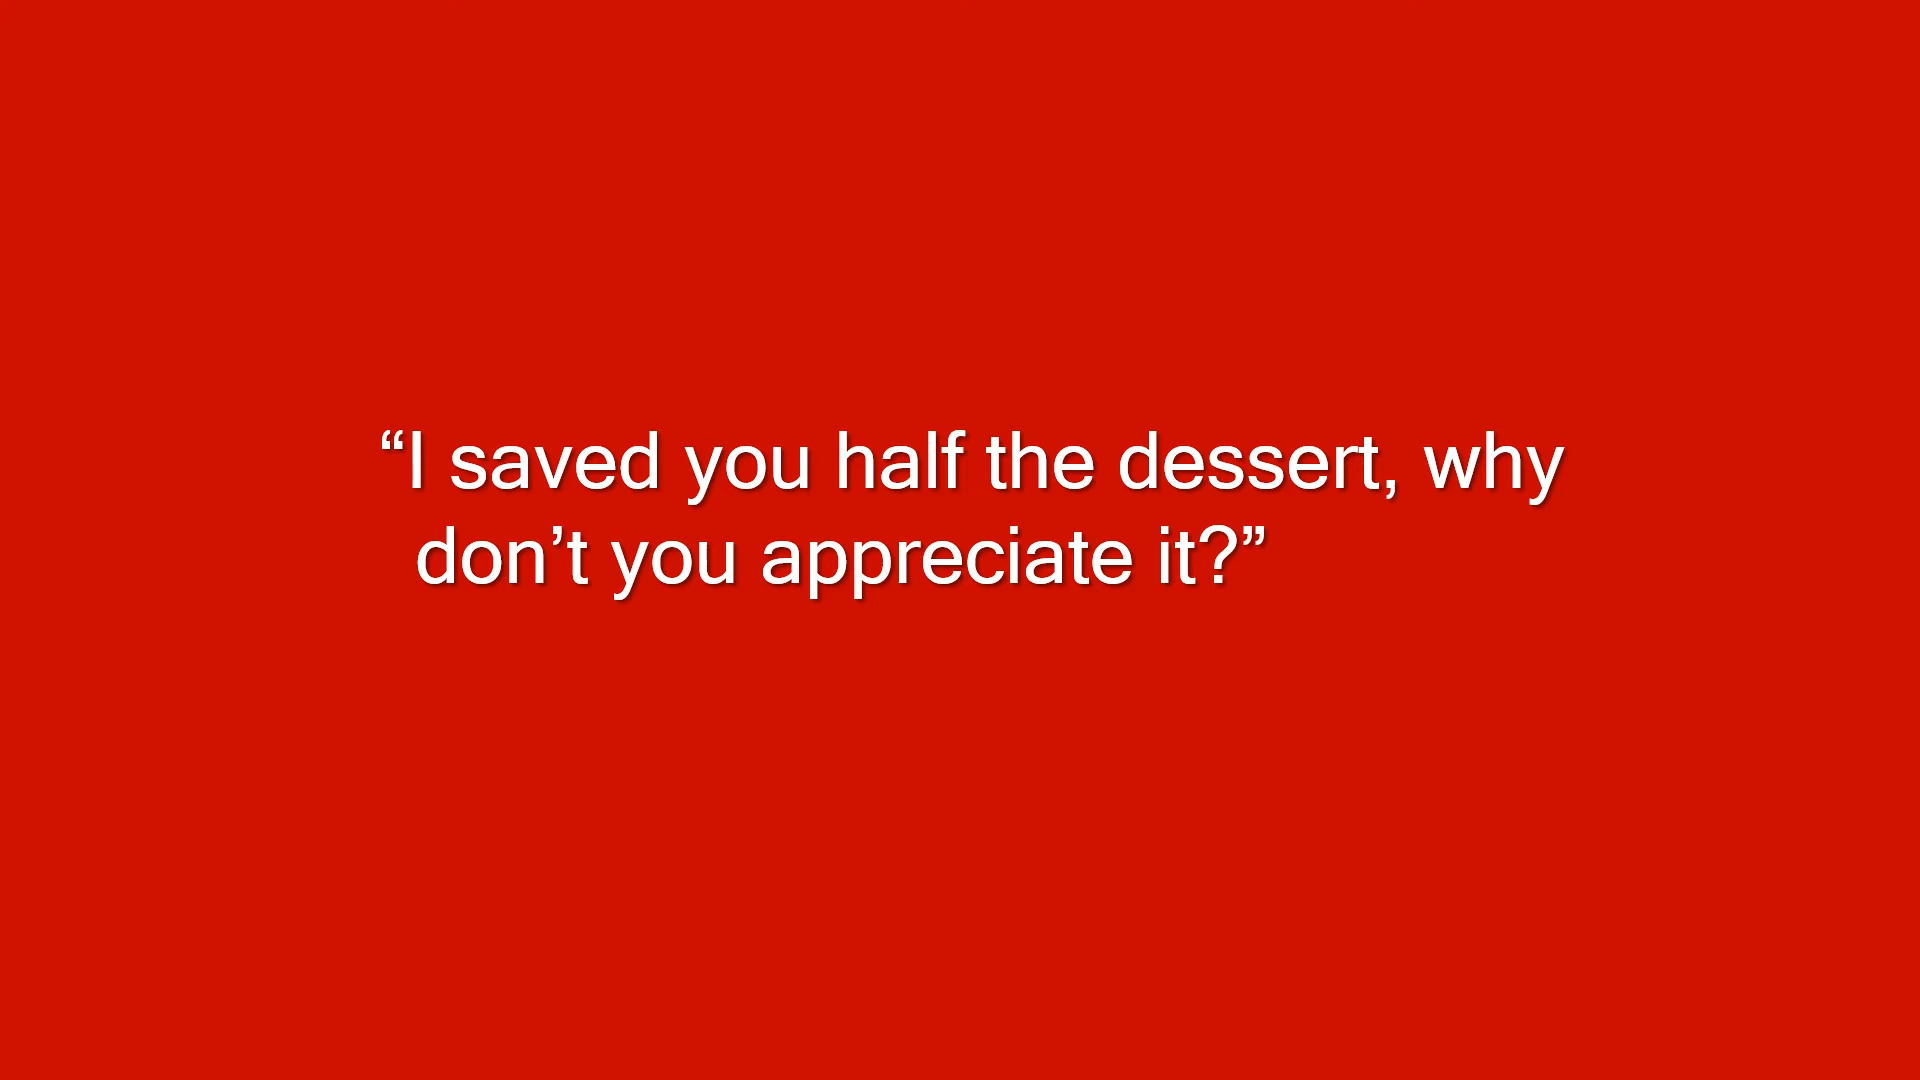 “I saved you half the dessert, why
don’t you appreciate it?”